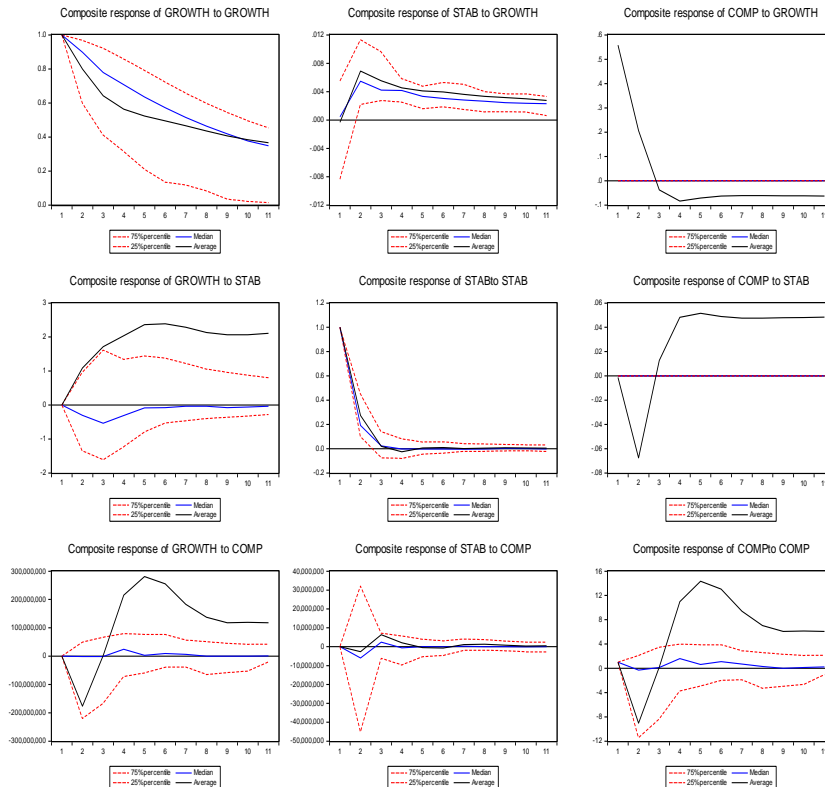 Composite response of GROWTH to GROWTH
1.0
0.8
0.6
0.4
0.2
0.0
1 2 3 4 5 6 7 8 9 10 11
75%percentile Median
25%percentile Average
Composite response of STAB to GROWTH
.012
.008
.004
.000
-.004
-.008
-.012
1 2 3 4 5 6 7 8 9 10 11
75%percentile Median
25%percentile Average
Composite response of COMP to GROWTH
.6
.5
.4
.3
.2
.1
.0
-.1
1 2 3 4 5 6 7 8 9 10 11
75%percentile Median
25%percentile Average
Composite response of GROWTH to STAB
3
2
1
0
-1
-2
1 2 3 4 5 6 7 8 9 10 11
75%percentile Median
25%percentile Average
Composite response of STABto STAB
1.2
1.0
0.8
0.6
0.4
0.2
0.0
-0.2
1 2 3 4 5 6 7 8 9 10 11
75%percentile Median
25%percentile Average
Composite response of COMP to STAB
.06
.04
.02
.00
-.02
-.04
-.06
-.08
1 2 3 4 5 6 7 8 9 10 11
75%percentile Median
25%percentile Average
Composite response of GROWTH to COMP
300,000,000
200,000,000
100,000,000
0
-100,000,000
-200,000,000
-300,000,000
1 2 3 4 5 6 7 8 9 10 11
75%percentile Median
25%percentile Average
Composite response of STAB to COMP
40,000,000
30,000,000
20,000,000
10,000,000
0
-10,000,000
-20,000,000
-30,000,000
-40,000,000
-50,000,000
1 2 3 4 5 6 7 8 9 10 11
75%percentile Median
25%percentile Average
Composite response of COMPto COMP
16
12
8
4
0
-4
-8
-12
1 2 3 4 5 6 7 8 9 10 11
75%percentile Median
25%percentile Average